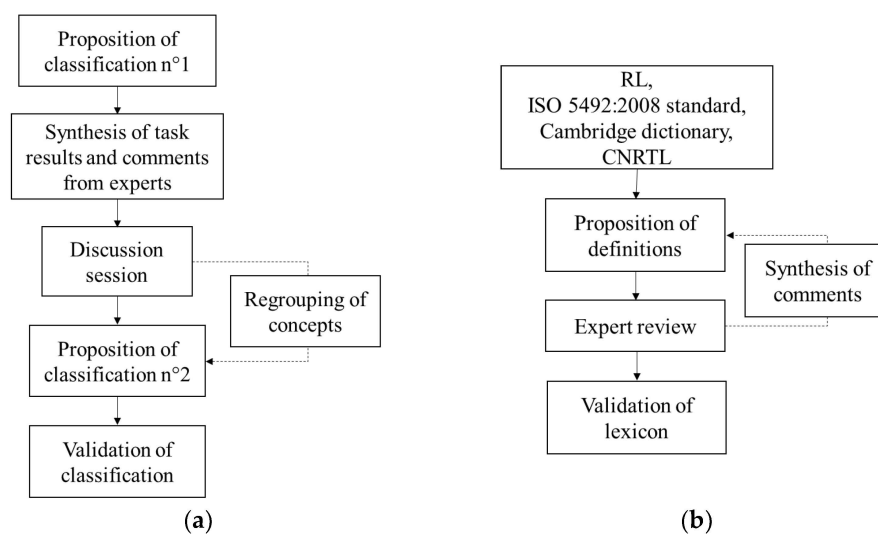 Proposition of
classification n°1
Synthesis of task
results and comments
from experts
Discussion
session
Regrouping of
concepts
Proposition of
classification n°2
Validation of
classification
(a)
RL,
ISO 5492:2008 standard,
Cambridge dictionary,
CNRTL
Proposition of
definitions
Synthesis of
comments
Expert review
Validation of
lexicon
(b)